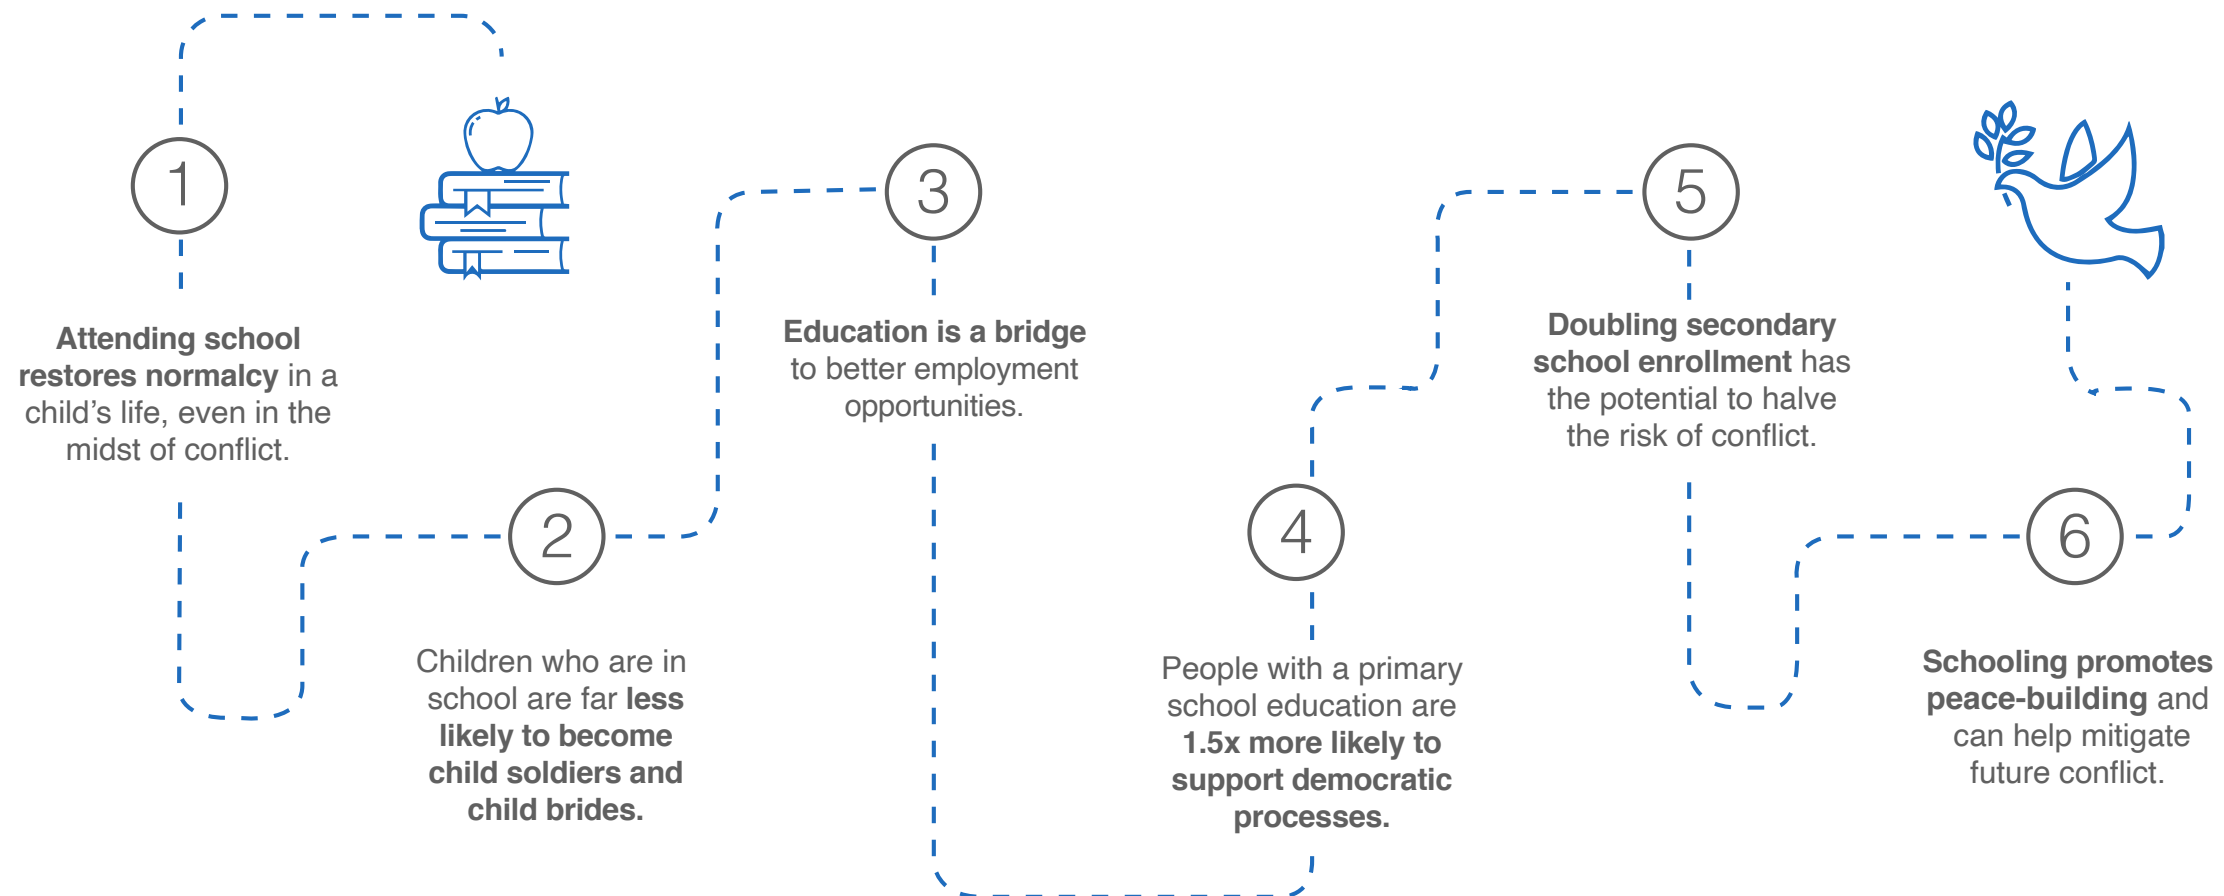 1
Attending school
restores normalcy in a
child’s life, even in the
midst of conflict.
2
Children who are in
school are far less
likely to become
child soldiers and
child brides.
3
Education is a bridge
to better employment
opportunities.
4
People with a primary
school education are
1.5x more likely to
support democratic
processes.
5
Doubling secondary
school enrollment has
the potential to halve
the risk of conflict.
6
Schooling promotes
peace-building and
can help mitigate
future conflict.